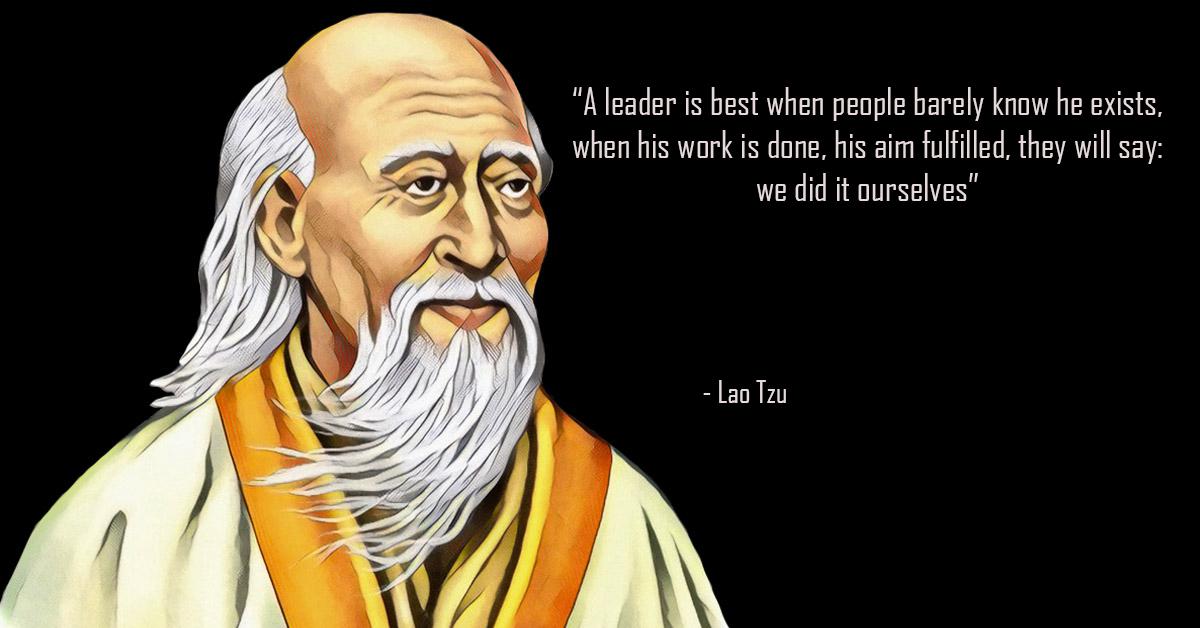 “A leader is best when people barely know he exists,
when his work is done, his aim fulfilled, they will say:
we did it ourselves”
- Lao Tzu